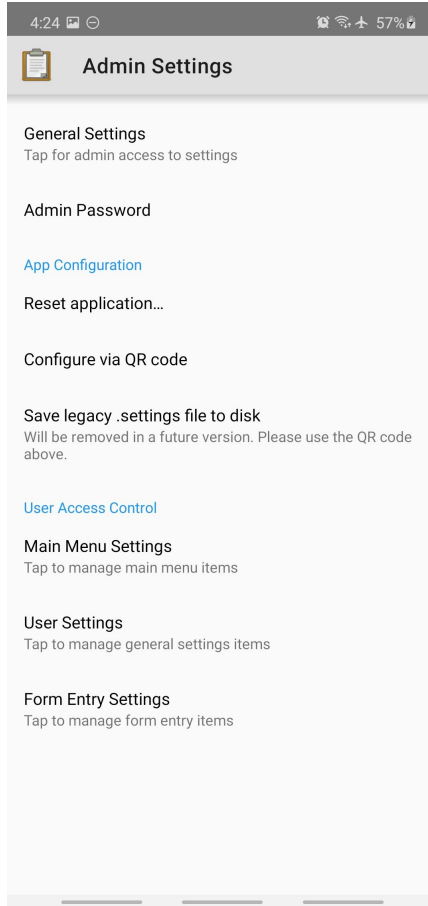 4:24
57%
Admin Settings
General Settings
Tap for admin access to settings
Admin Password
App Configuration
Reset application...
Configure via QR code
Save legacy .settings file to disk
Will be removed in a future version. Please use the QR code
above.
User Access Control
Main Menu Settings
Tap to manage main menu items
User Settings
Tap to manage general settings items
Form Entry Settings
Tap to manage form entry items